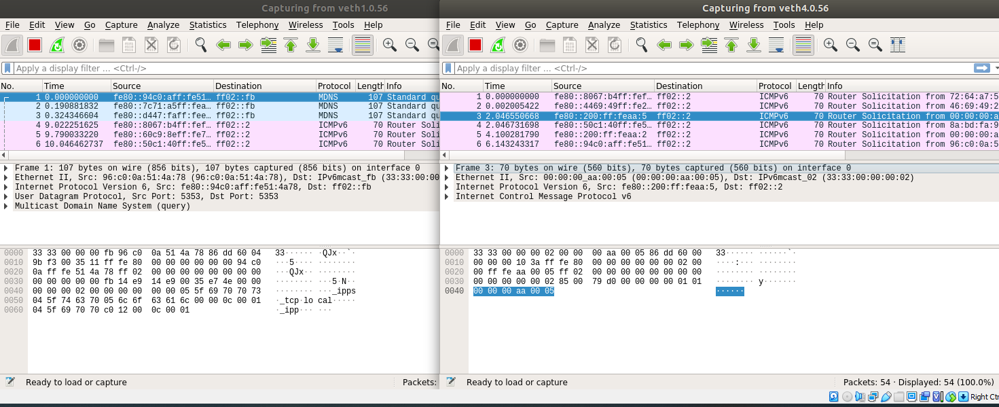 Capturing from veth1.0.56
File Edit View Go Capture Analyze Statistics Telephony Wireless Tools Help
Apply a display filter … <Ctrl-/>
No. Time Source Destination Protocol Length Info
1 0.000000000 fe80::94c0:aff:fe51… ff02::fb MDNS 107 Standard qu
2 0.190881832 fe80::7c71:a5ff:fea… ff02::fb MDNS 107 Standard qu
3 0.324346604 fe80::d447:faff:fee… ff02::fb MDNS 107 Standard qu
4 9.022251625 fe80::8067:b4ff:fef… ff02::2 ICMPv6 70 Router Soli
5 9.790033220 fe80::60c9:8eff:fe7… ff02::2 ICMPv6 70 Router Soli
6 10.046462737 fe80::50c1:40ff:fe5… ff02::2 ICMPv6 70 Router Soli
Frame 1: 107 bytes on wire (856 bits), 107 bytes captured (856 bits) on interface 0
Ethernet II, Src: 96:c0:0a:51:4a:78 (96:c0:0a:51:4a:78), Dst: IPv6mcast_fb (33:33:00:00:00
Internet Protocol Version 6, Src: fe80::94c0:aff:fe51:4a78, Dst: ff02::fb
User Datagram Protocol, Src Port: 5353, Dst Port: 5353
Multicast Domain Name System (query)
0000 33 33 00 00 00 fb 96 c0 0a 51 4a 78 86 dd 60 04 33······ ·QJx··`·
0010 9b f3 00 35 11 ff fe 80 00 00 00 00 00 00 94 c0 ···5···· ········
0020 0a ff fe 51 4a 78 ff 02 00 00 00 00 00 00 00 00 ···QJx·· ········
0030 00 00 00 00 00 fb 14 e9 14 e9 00 35 e7 4e 00 00 ········ ···5·N··
0040 00 00 00 02 00 00 00 00 00 00 05 5f 69 70 70 73 ········ ···_ipps
0050 04 5f 74 63 70 05 6c 6f 63 61 6c 00 00 0c 00 01 ·_tcp·lo cal·····
0060 04 5f 69 70 70 c0 12 00 0c 00 01 ·_ipp··· ···
Ready to load or capture
Packets:
Capturing from veth4.0.56
File Edit View Go Capture Analyze Statistics Telephony Wireless Tools Help
Apply a display filter … <Ctrl-/>
No. Time Source Destination Protocol Length Info
1 0.000000000 fe80::8067:b4ff:fef… ff02::2 ICMPv6 70 Router Solicitation from 72:64:a7:5
2 0.002005422 fe80::4469:49ff:fe2… ff02::2 ICMPv6 70 Router Solicitation from 46:69:49:2
3 2.046550668 fe80::200:ff:feaa:5 ff02::2 ICMPv6 70 Router Solicitation from 00:00:00:a
4 2.046731698 fe80::50c1:40ff:fe5… ff02::2 ICMPv6 70 Router Solicitation from 8a:bd:fa:9
5 4.100281790 fe80::200:ff:feaa:2 ff02::2 ICMPv6 70 Router Solicitation from 00:00:00:a
6 6.143243317 fe80::94c0:aff:fe51… ff02::2 ICMPv6 70 Router Solicitation from 96:c0:0a:5
Frame 3: 70 bytes on wire (560 bits), 70 bytes captured (560 bits) on interface 0
Ethernet II, Src: 00:00:00_aa:00:05 (00:00:00:aa:00:05), Dst: IPv6mcast_02 (33:33:00:00:00:02)
Internet Protocol Version 6, Src: fe80::200:ff:feaa:5, Dst: ff02::2
Internet Control Message Protocol v6
0000 33 33 00 00 00 02 00 00 00 aa 00 05 86 dd 60 00 33······ ······`·
0010 00 00 00 10 3a ff fe 80 00 00 00 00 00 00 02 00 ····:··· ········
0020 00 ff fe aa 00 05 ff 02 00 00 00 00 00 00 00 00 ········ ········
0030 00 00 00 00 00 02 85 00 79 d0 00 00 00 00 01 01 ········ y·······
0040 00 00 00 aa 00 05 ······
Ready to load or capture
Packets: 54 · Displayed: 54 (100.0%)
Right Ctr